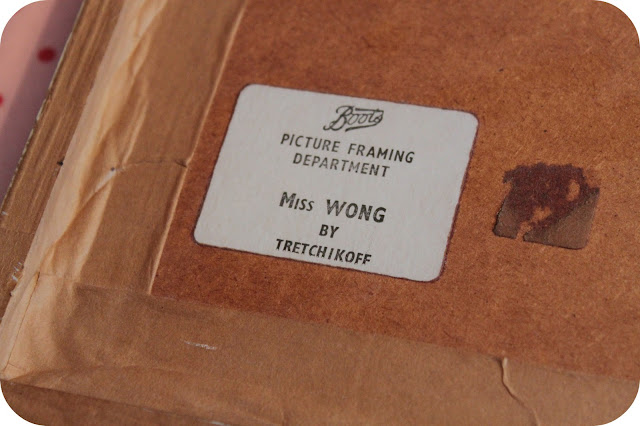 Boots
PICTURE FRAMING
DEPARTMENT
MISS WONG
BY
TRETCHIKOFF